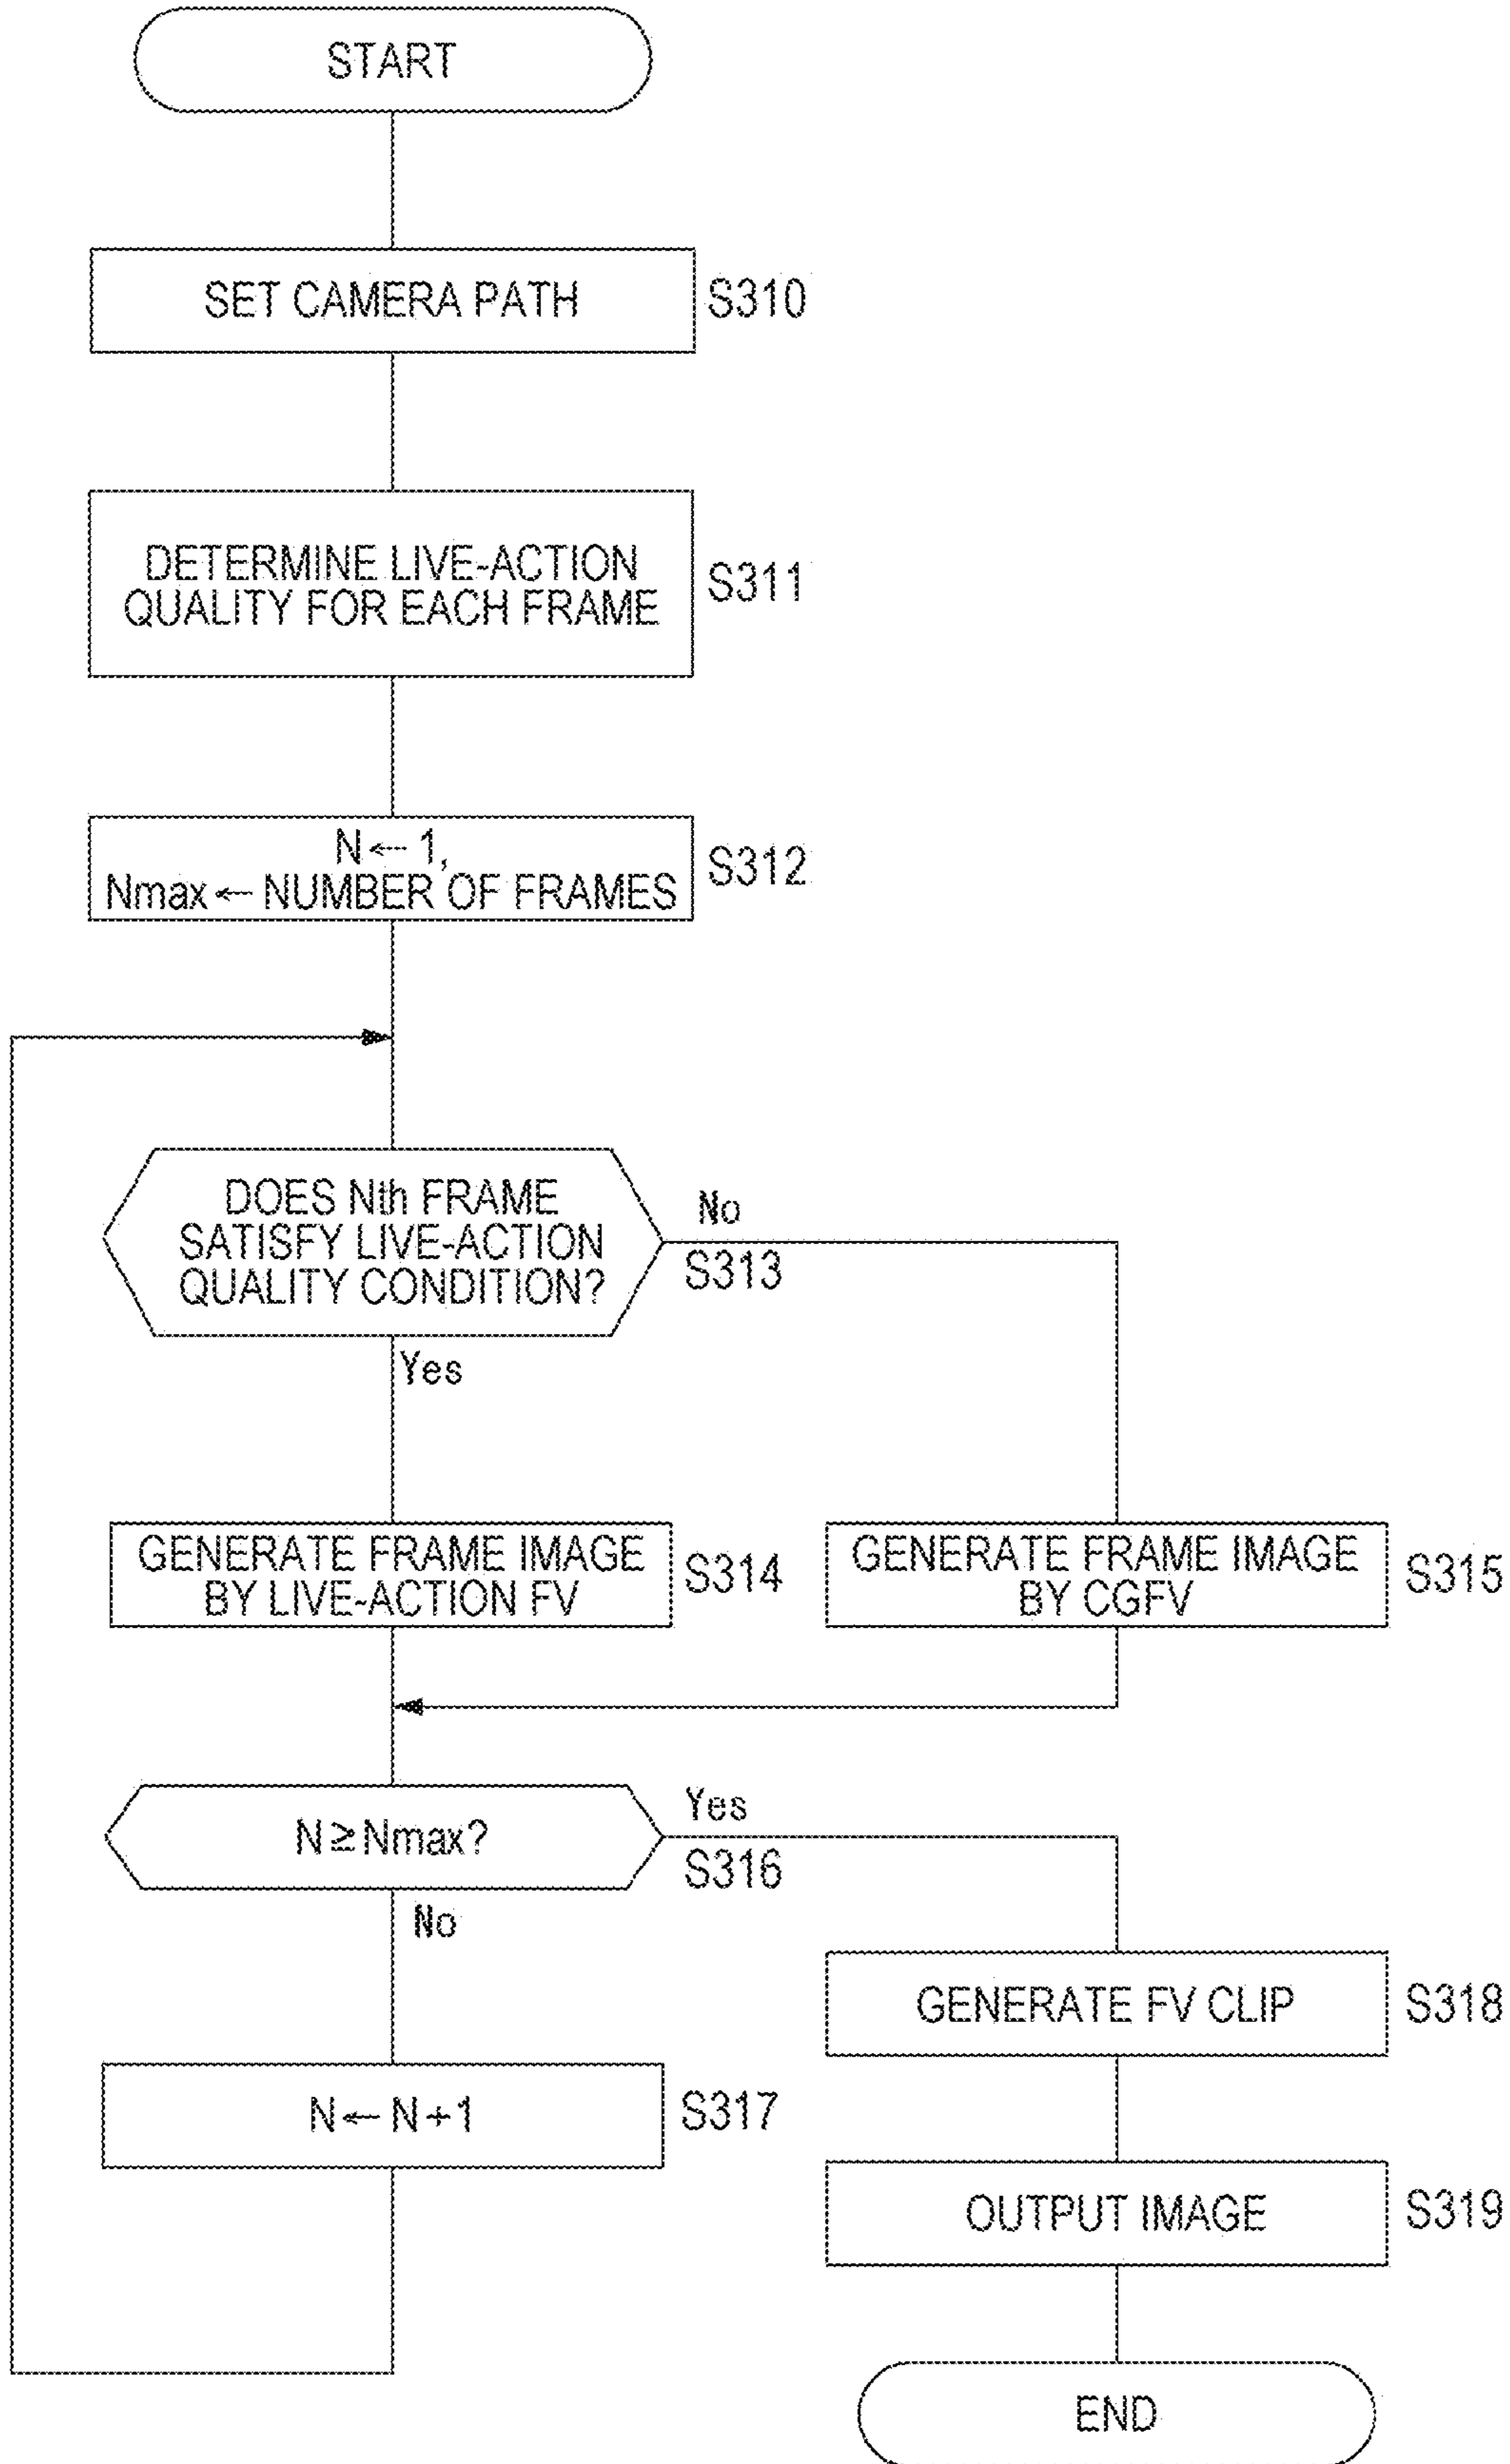 START
SET CAMERA PATH
S310
DETERMINE LIVE-ACTION
QUALITY FOR EACH FRAME
S311
N ← 1,
Nmax ← NUMBER OF FRAMES
S312
DOES Nth FRAME
SATISFY LIVE-ACTION
QUALITY CONDITION?
No
S313
Yes
GENERATE FRAME IMAGE
BY LIVE-ACTION FV
S314
GENERATE FRAME IMAGE
BY CGFV
S315
N ≥ Nmax?
Yes
S316
No
GENERATE FV CLIP
S318
N ← N + 1
S317
OUTPUT IMAGE
S319
END